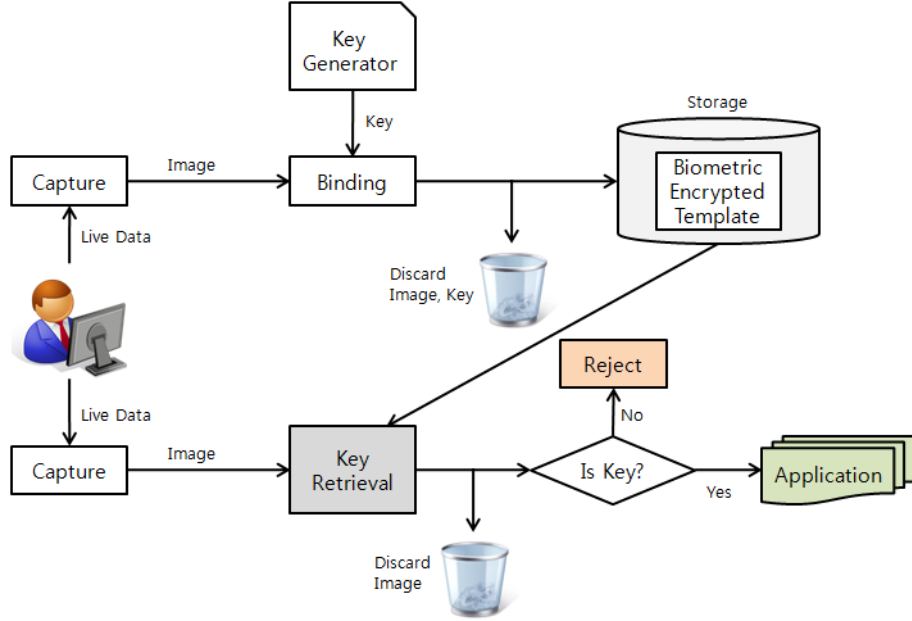 Key
Generator
Storage
Key
Image
Capture
Binding
Biometric
Encrypted
Template
Live Data
Discard
Image, Key
Reject
Live Data
No
Image
Capture
Key
Retrieval
Is Key?
Application
Yes
Discard
Image